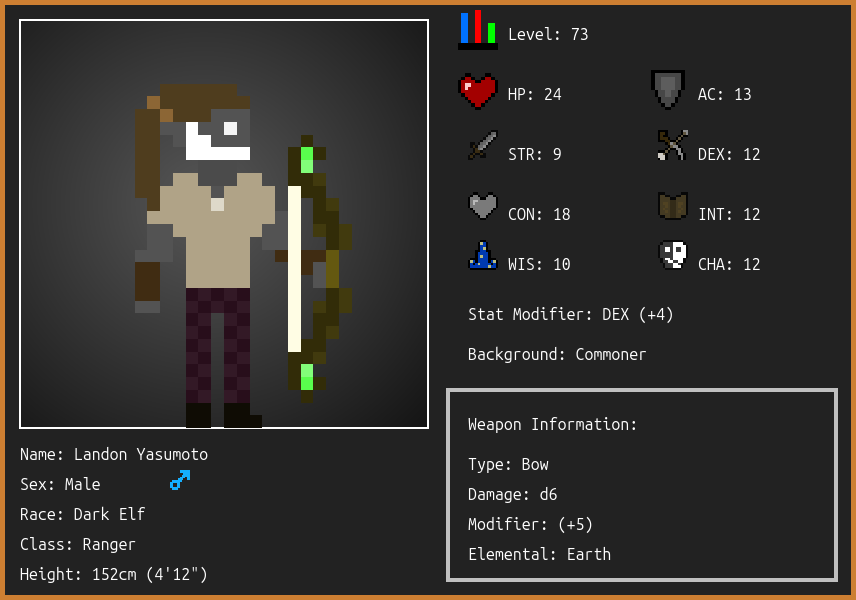 Level: 73
HP: 24
AC: 13
STR: 9
DEX: 12
CON: 18
INT: 12
WIS: 10
CHA: 12
Stat Modifier: DEX (+4)
Background: Commoner
Weapon Information:
Type: Bow
Damage: d6
Modifier: (+5)
Elemental: Earth
Name: Landon Yasumoto
Sex: Male
Race: Dark Elf
Class: Ranger
Height: 152cm (4'12")